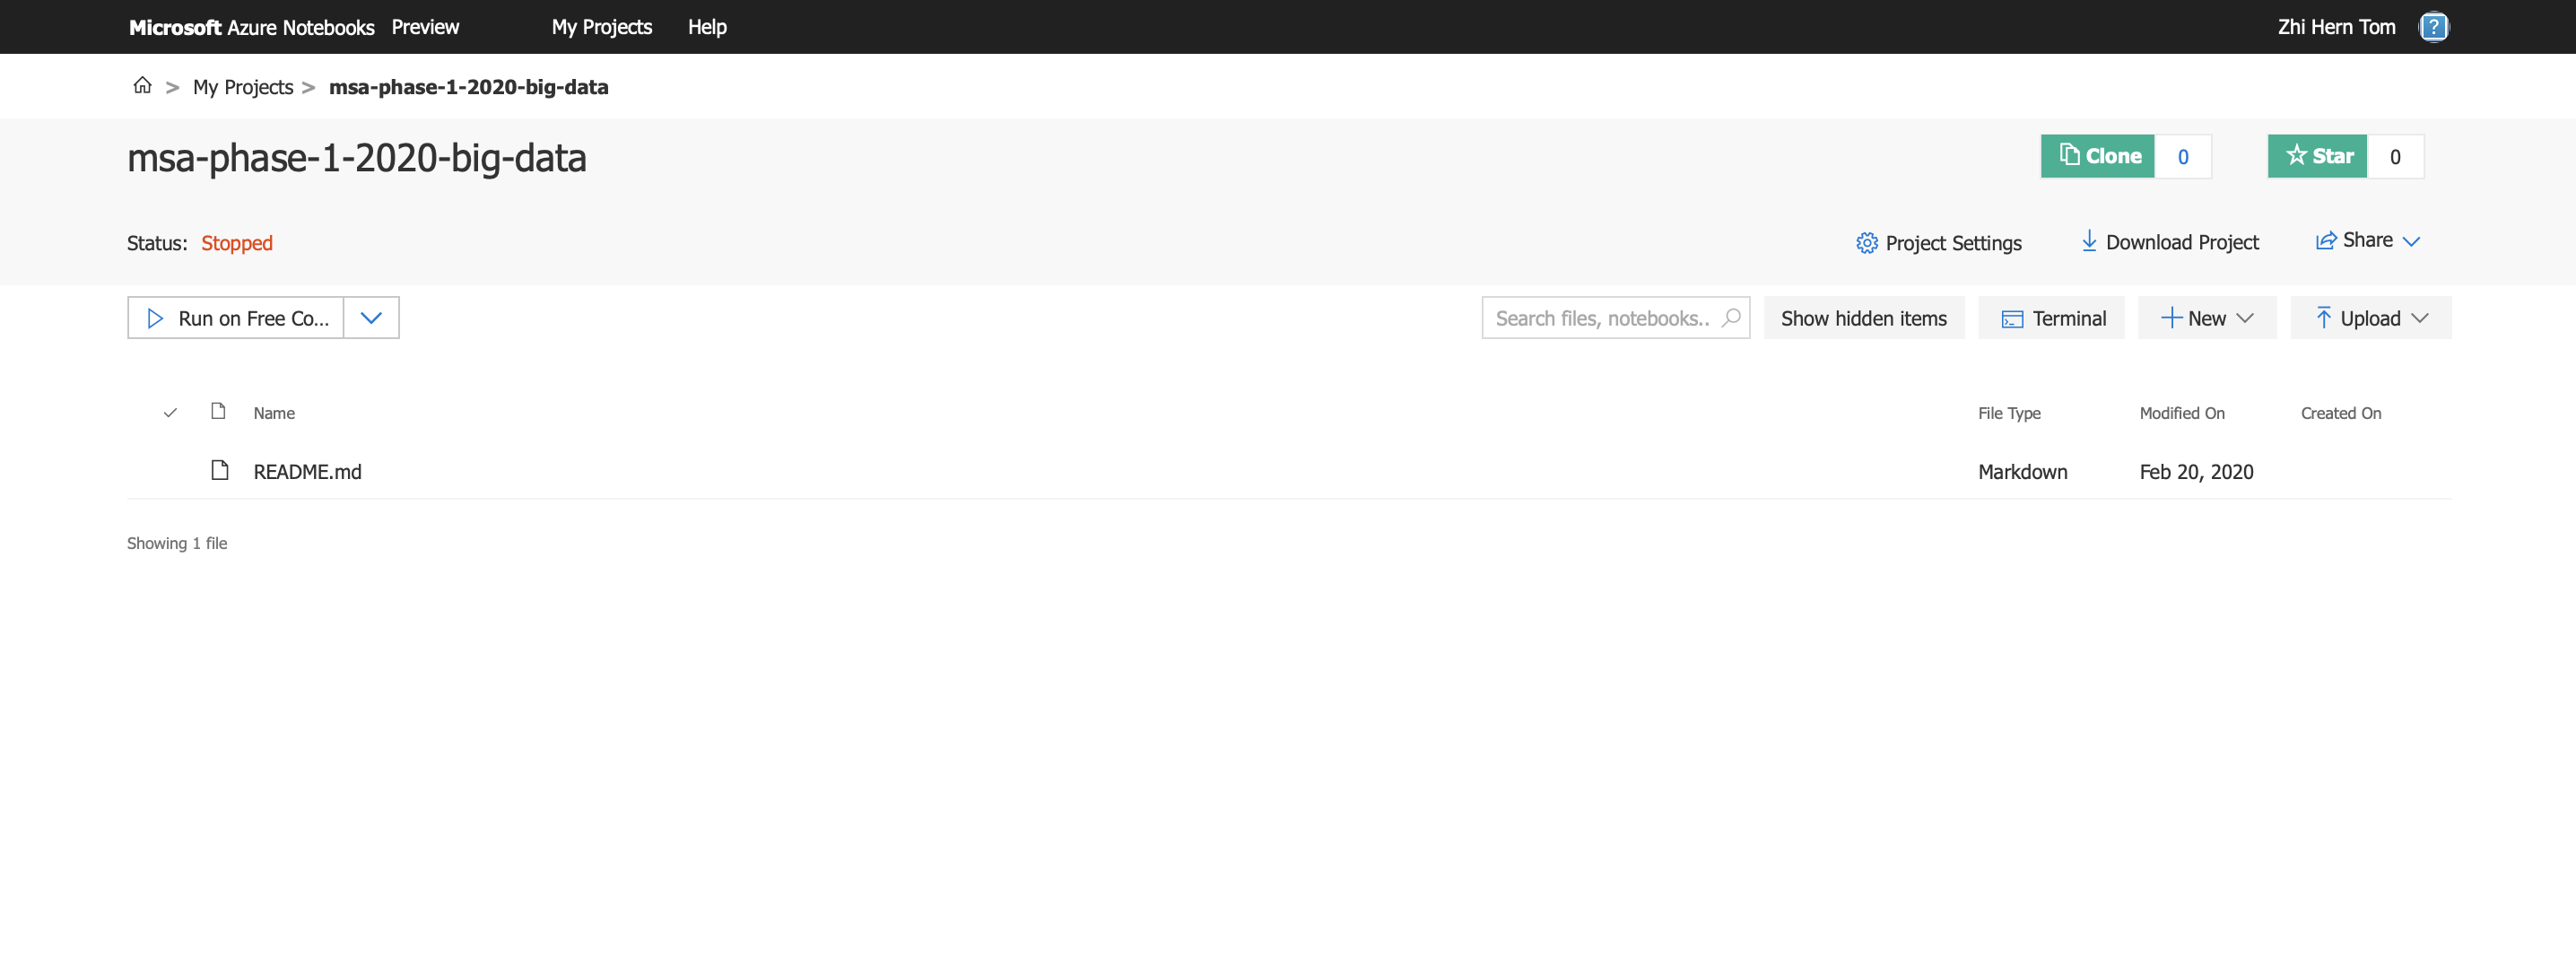 Microsoft Azure Notebooks Preview My Projects Help Zhi Hern Tom ?
> My Projects > msa-phase-1-2020-big-data
msa-phase-1-2020-big-data Clone 0 Star 0
Status: Stopped Project Settings Download Project Share
Run on Free Co... Search files, notebooks.. Show hidden items Terminal New Upload
Name File Type Modified On Created On
README.md Markdown Feb 20, 2020
Showing 1 file